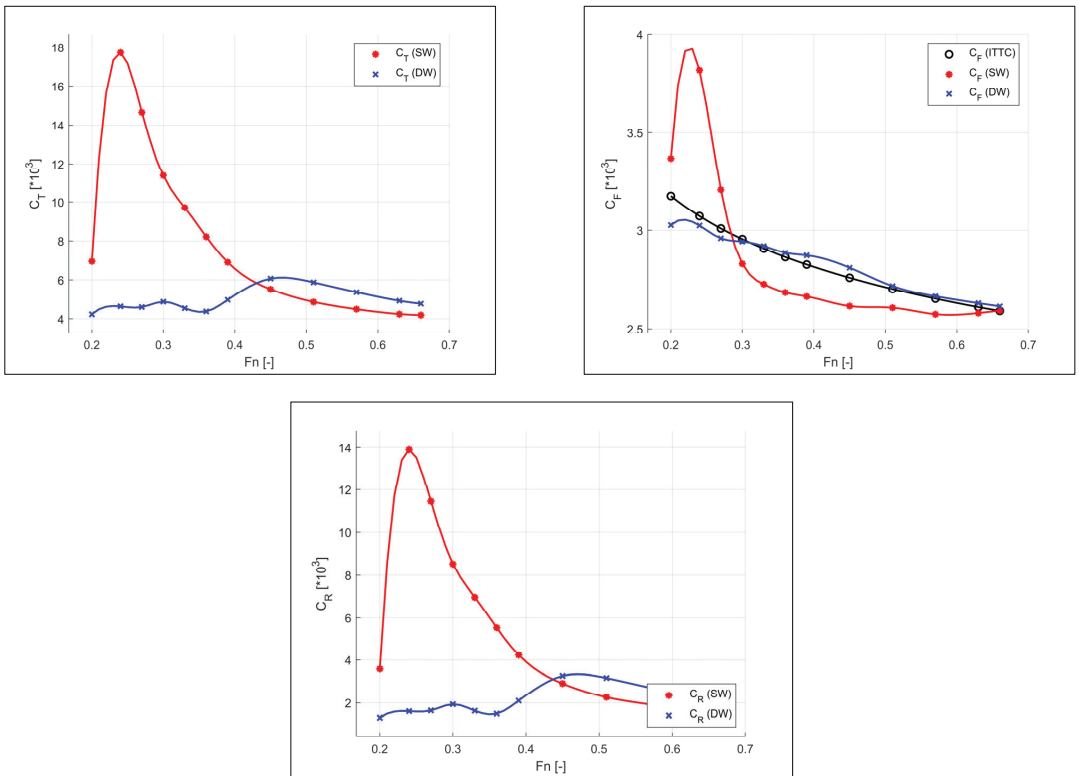 18
16
14
12
10
8
6
4
C_T [*10^3]
0.2 0.3 0.4 0.5 0.6 0.7
Fn [-]
C_T (SW)
C_T (DW)
4
3.5
3
2.5
C_F [*10^3]
0.2 0.3 0.4 0.5 0.6 0.7
Fn [-]
C_F (ITTC)
C_F (SW)
C_F (DW)
14
12
10
8
6
4
2
C_R [*10^3]
0.2 0.3 0.4 0.5 0.6 0.7
Fn [-]
C_R (SW)
C_R (DW)